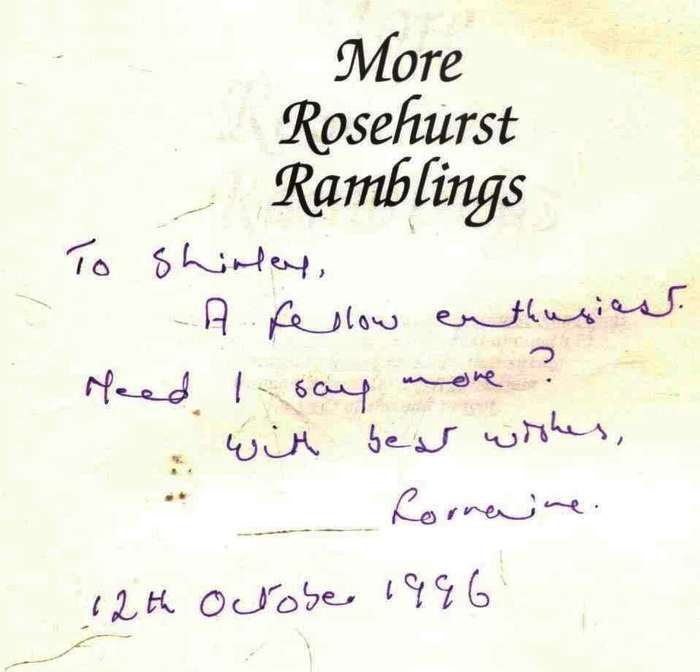 More
Rosehurst
Ramblings
To Shirley,
A fellow enthusiast.
Need I say more?
With best wishes,
Lorraine.
12th October 1996